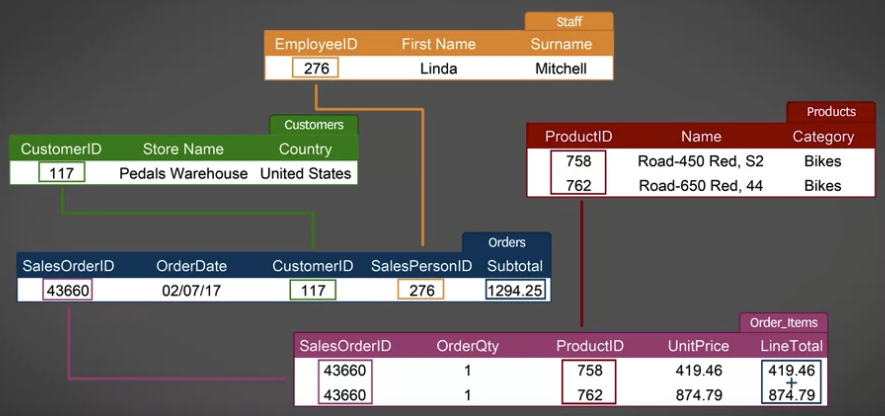 Staff
EmployeeID First Name Surname
276 Linda Mitchell
Customers
CustomerID Store Name Country
117 Pedals Warehouse United States
Products
ProductID Name Category
758 Road-450 Red, S2 Bikes
762 Road-650 Red, 44 Bikes
Orders
SalesOrderID OrderDate CustomerID SalesPersonID Subtotal
43660 02/07/17 117 276 1294.25
Order_Items
SalesOrderID OrderQty ProductID UnitPrice LineTotal
43660 1 758 419.46 419.46
+
43660 1 762 874.79 874.79